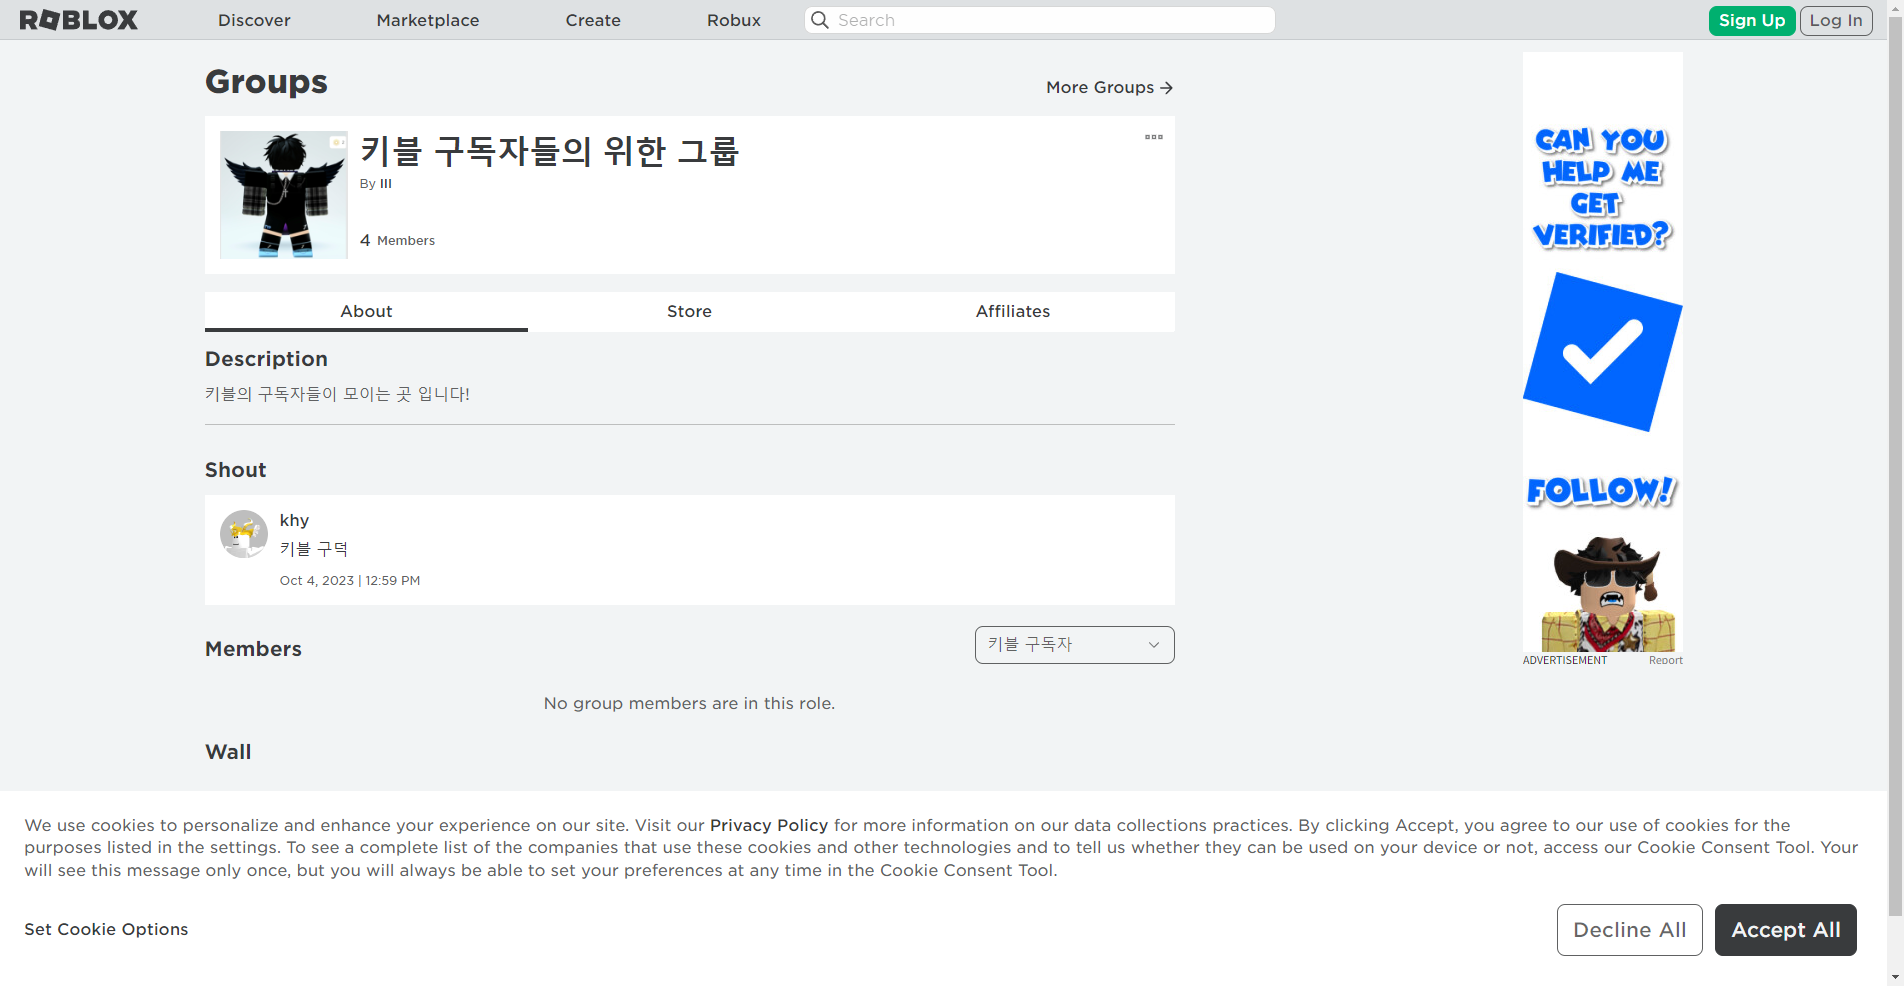 ROBLOX Discover Marketplace Create Robux Search Sign Up Log In
Groups
More Groups
키블 구독자들의 위한 그룹
By III
4 Members
About Store Affiliates
Description
키블의 구독자들이 모이는 곳 입니다!
Shout
khy
키블 구덕
Oct 4, 2023 | 12:59 PM
Members
키블 구독자
No group members are in this role.
Wall
CAN YOU
HELP ME
GET
VERIFIED?
FOLLOW!
ADVERTISEMENT Report
We use cookies to personalize and enhance your experience on our site. Visit our Privacy Policy for more information on our data collections practices. By clicking Accept, you agree to our use of cookies for the
purposes listed in the settings. To see a complete list of the companies that use these cookies and other technologies and to tell us whether they can be used on your device or not, access our Cookie Consent Tool. Your
will see this message only once, but you will always be able to set your preferences at any time in the Cookie Consent Tool.
Set Cookie Options
Decline All
Accept All